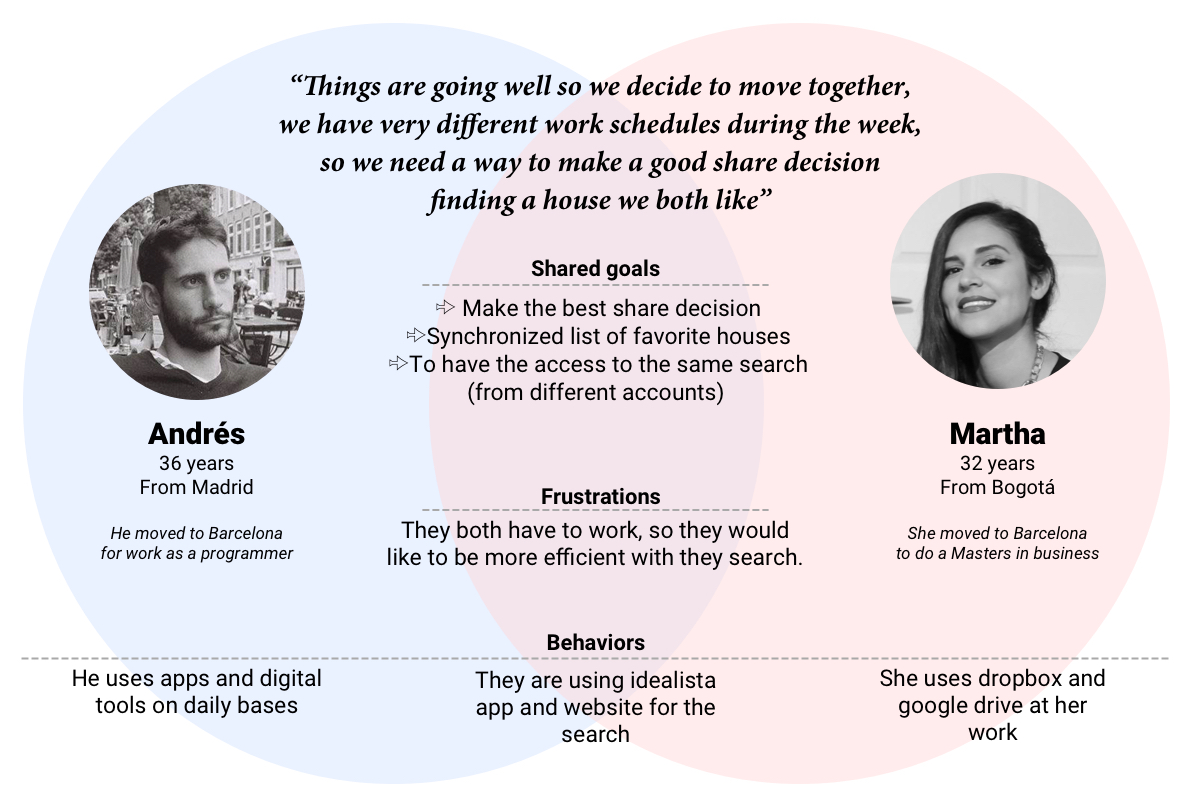 “Things are going well so we decide to move together,
we have very different work schedules during the week,
so we need a way to make a good share decision
finding a house we both like”
Shared goals
Make the best share decision
Synchronized list of favorite houses
To have the access to the same search
(from different accounts)
Andrés
36 years
From Madrid
He moved to Barcelona
for work as a programmer
Martha
32 years
From Bogotá
She moved to Barcelona
to do a Masters in business
Frustrations
They both have to work, so they would
like to be more efficient with they search.
Behaviors
He uses apps and digital
tools on daily bases
They are using idealista
app and website for the
search
She uses dropbox and
google drive at her
work